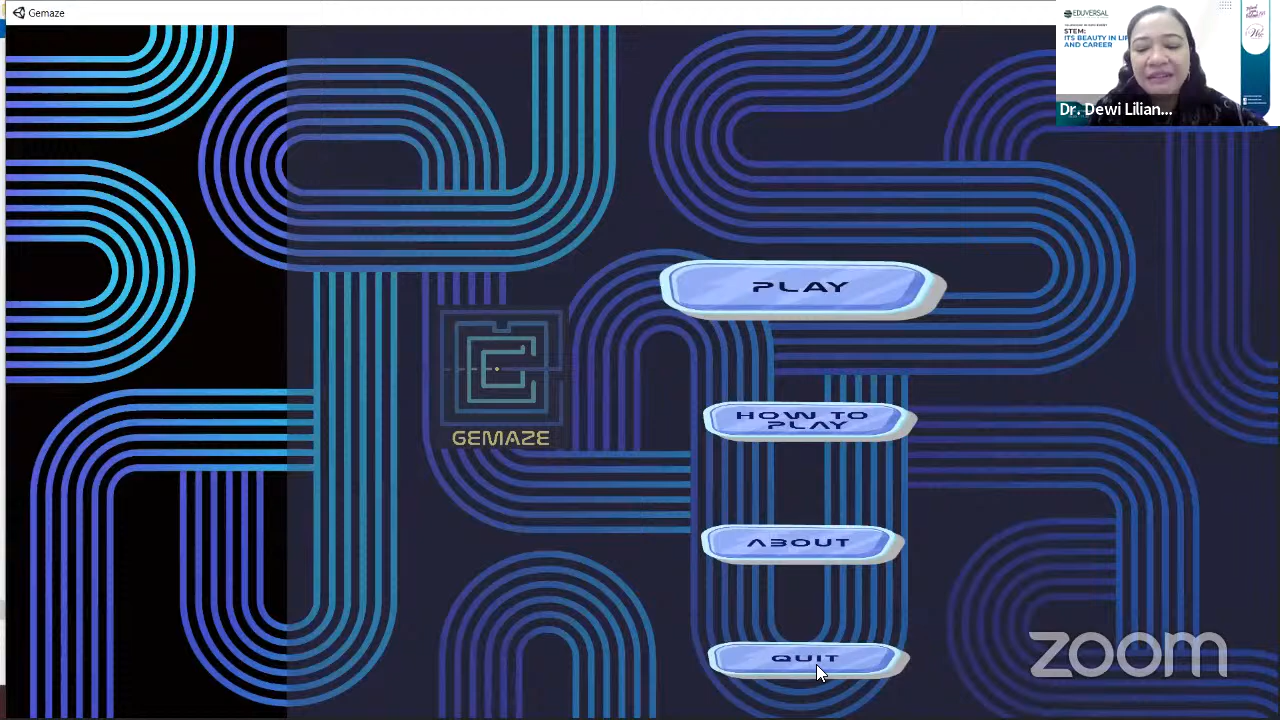 Gemaze
EDUVERSAL
STEM:
ITS BEAUTY IN LI
AND CAREER
Dr. Dewi Lilian...
PLAY
HOW TO
PLAY
GEMAZE
ABOUT
QUIT
zoom